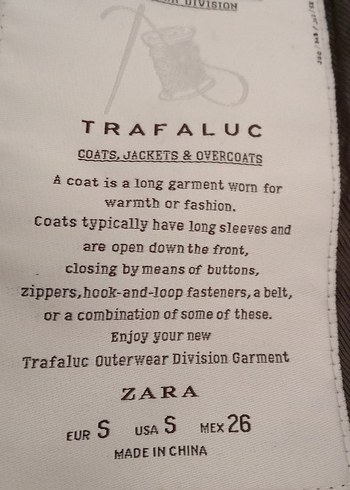 DIVISION
TRAFALUC
COATS, JACKETS & OVERCOATS
A coat is a long garment worn for
warmth or fashion.
Coats typically have long sleeves and
are open down the front,
closing by means of buttons,
zippers, hook-and-loop fasteners, a belt,
or a combination of some of these.
Enjoy your new
Trafaluc Outerwear Division Garment
ZARA
EUR S USA S MEX 26
MADE IN CHINA